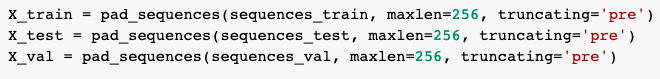 X_train = pad_sequences(sequences_train, maxlen=256, truncating='pre')
X_test = pad_sequences(sequences_test, maxlen=256, truncating='pre')
X_val = pad_sequences(sequences_val, maxlen=256, truncating='pre')